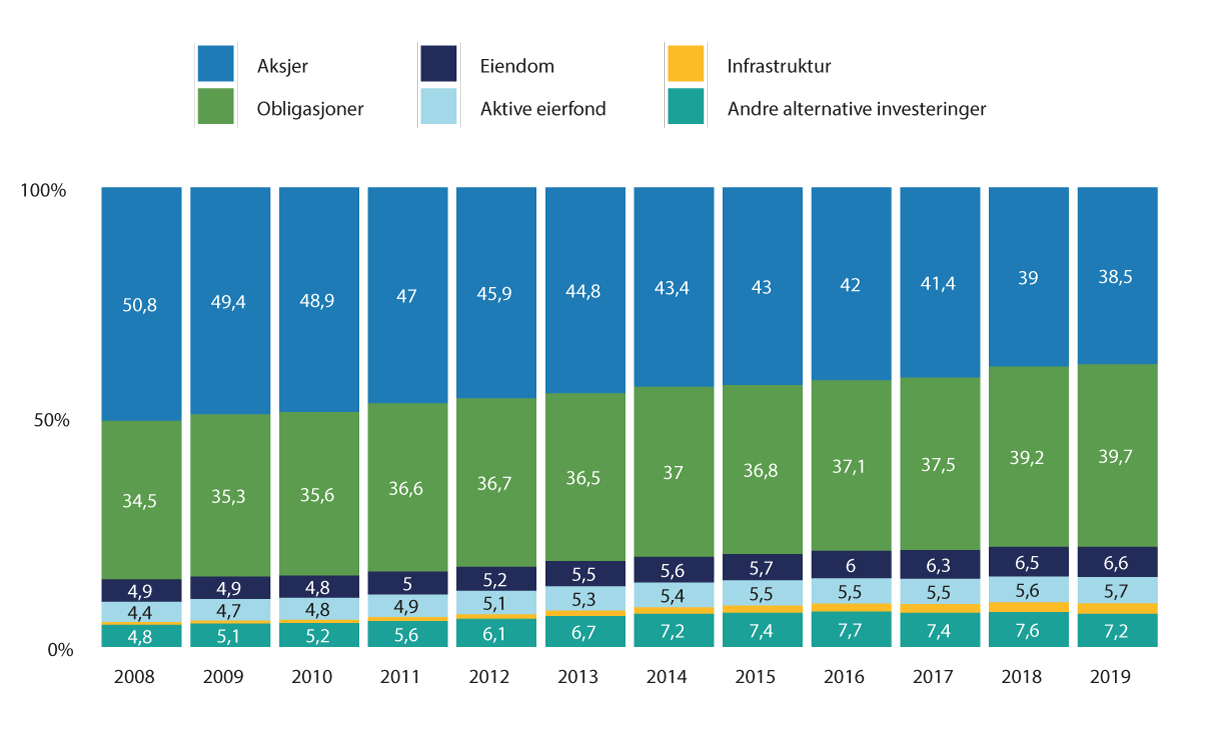 Aksjer Eiendom Infrastruktur
Obligasjoner Aktive eierfond Andre alternative investeringer
100%
50,8 49,4 48,9 47 45,9 44,8 43,4 43 42 41,4 39 38,5
50%
34,5 35,3 35,6 36,6 36,7 36,5 37 36,8 37,1 37,5 39,2 39,7
4,9 4,9 4,8 5 5,2 5,5 5,6 5,7 6 6,3 6,5 6,6
4,4 4,7 4,8 4,9 5,1 5,3 5,4 5,5 5,5 5,5 5,6 5,7
4,8 5,1 5,2 5,6 6,1 6,7 7,2 7,4 7,7 7,4 7,6 7,2
0%
2008 2009 2010 2011 2012 2013 2014 2015 2016 2017 2018 2019